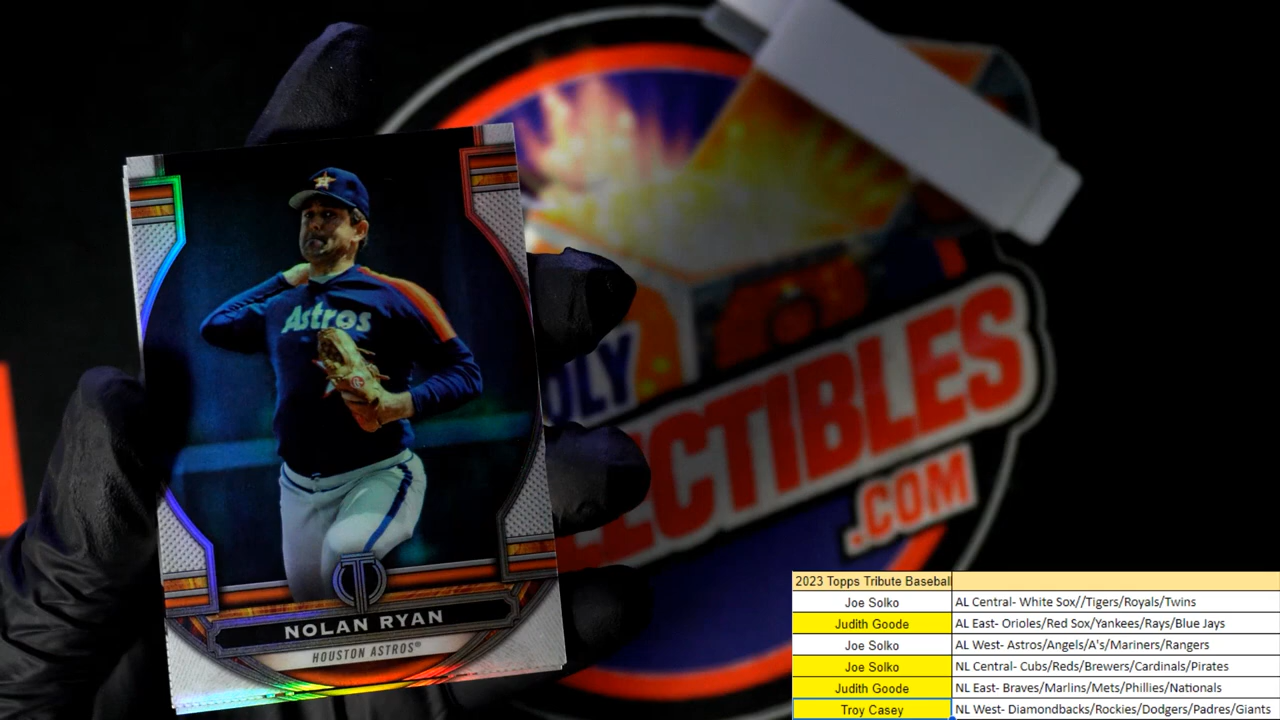 Astros
NOLAN RYAN
HOUSTON ASTROS®
OLY
ECTIBLES
.COM
2023 Topps Tribute Baseball
Joe Solko AL Central- White Sox//Tigers/Royals/Twins
Judith Goode AL East- Orioles/Red Sox/Yankees/Rays/Blue Jays
Joe Solko AL West- Astros/Angels/A's/Mariners/Rangers
Joe Solko NL Central- Cubs/Reds/Brewers/Cardinals/Pirates
Judith Goode NL East- Braves/Marlins/Mets/Phillies/Nationals
Troy Casey NL West- Diamondbacks/Rockies/Dodgers/Padres/Giants